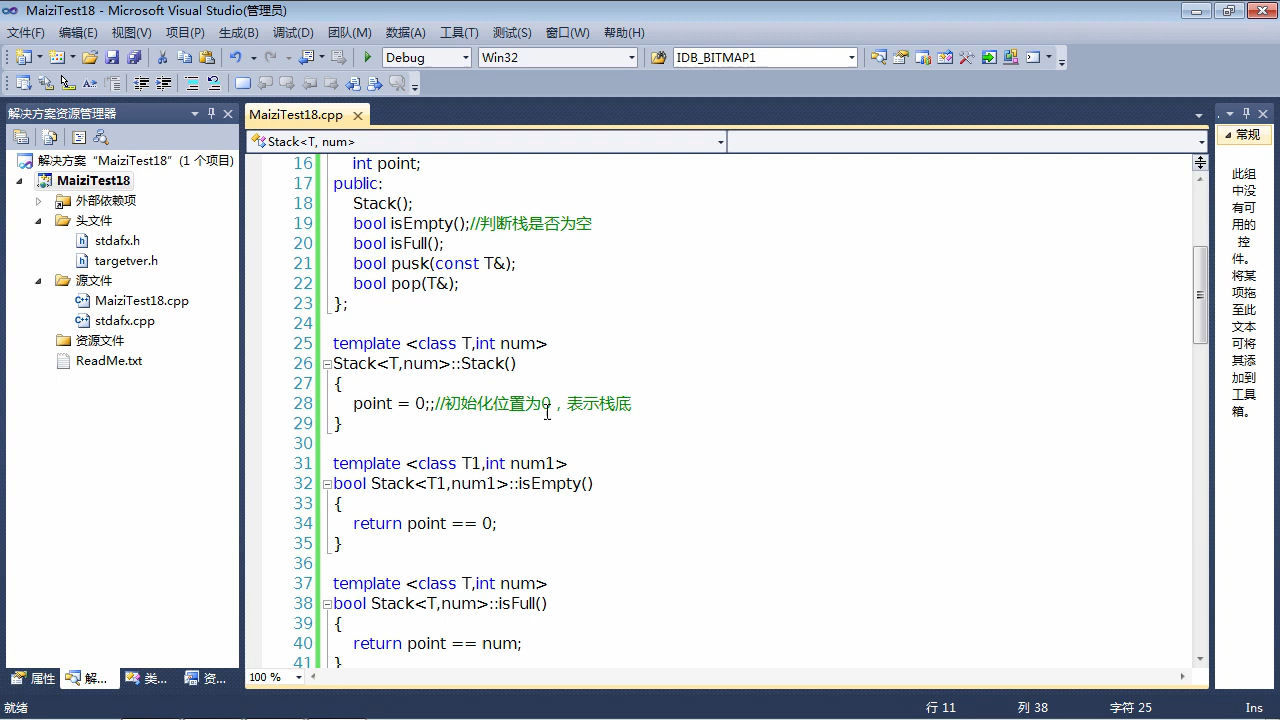 MaiziTest18 - Microsoft Visual Studio(管理员)
文件(F) 编辑(E) 视图(V) 项目(P) 生成(B) 调试(D) 团队(M) 数据(A) 工具(T) 测试(S) 窗口(W) 帮助(H)
Debug Win32 IDB_BITMAP1
解决方案资源管理器
解决方案 "MaiziTest18" (1 个项目)
MaiziTest18
外部依赖项
头文件
stdafx.h
targetver.h
源文件
MaiziTest18.cpp
stdafx.cpp
资源文件
ReadMe.txt
属性 解... 类... 资...
MaiziTest18.cpp
Stack<T, num>
16 int point;
17 public:
18 Stack();
19 bool isEmpty();//判断栈是否为空
20 bool isFull();
21 bool pusk(const T&);
22 bool pop(T&);
23 };
24
25 template <class T,int num>
26 Stack<T,num>::Stack()
27 {
28 point = 0;;//初始化位置为0，表示栈底
29 }
30
31 template <class T1,int num1>
32 bool Stack<T1,num1>::isEmpty()
33 {
34 return point == 0;
35 }
36
37 template <class T,int num>
38 bool Stack<T,num>::isFull()
39 {
40 return point == num;
41 }
100 %
常规
此组
中没
有可
用的
控
件。
将某
项拖
至此
文本
可将
其添
加到
工具
箱。
就绪 行 11 列 38 字符 25 Ins